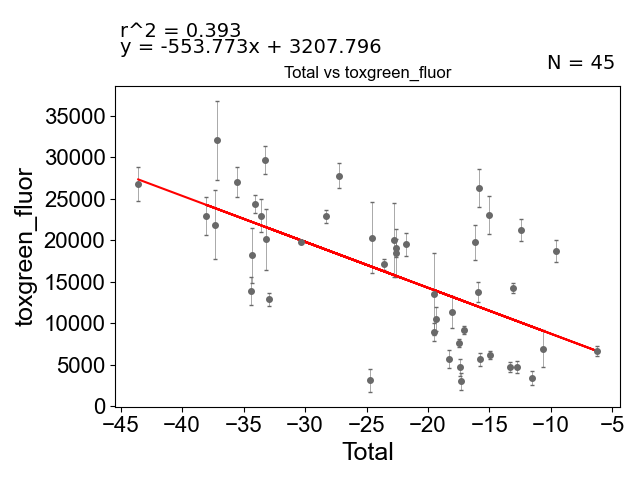 r^2 = 0.393
y = -553.773x + 3207.796
N = 45
Total vs toxgreen_fluor
35000
30000
25000
20000
15000
10000
5000
0
toxgreen_fluor
−45 −40 −35 −30 −25 −20 −15 −10 −5
Total